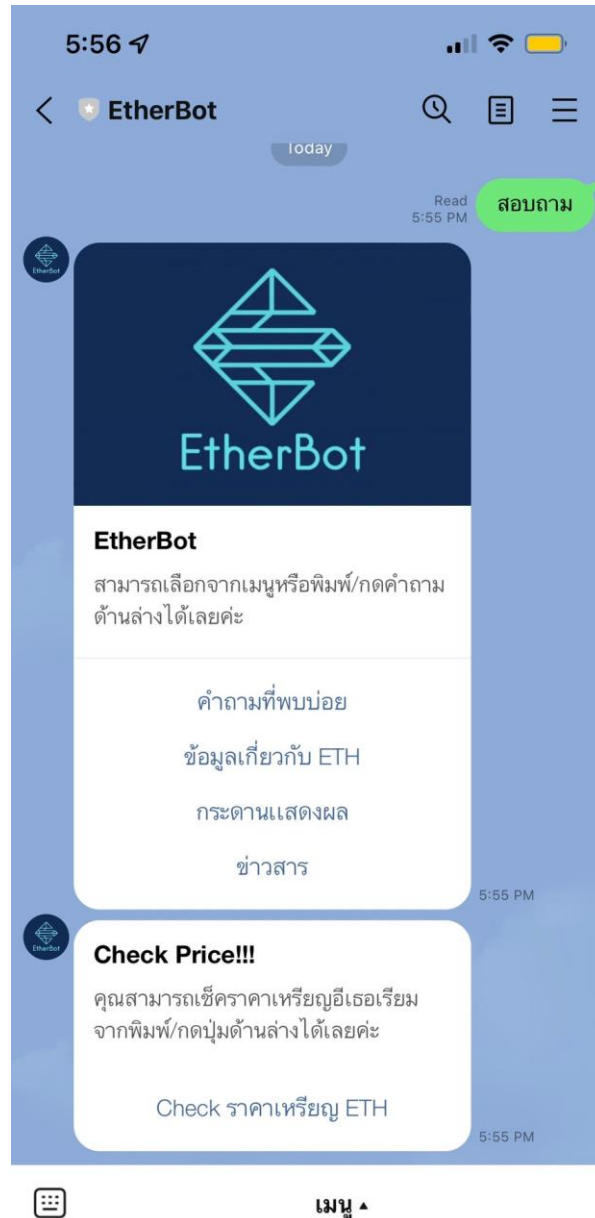 5:56
EtherBot
Today
Read
5:55 PM
สอบถาม
EtherBot
EtherBot
EtherBot
สามารถเลือกจากเมนูหรือพิมพ์/กดคำถาม
ด้านล่างได้เลยค่ะ
คำถามที่พบบ่อย
ข้อมูลเกี่ยวกับ ETH
กระดานเเสดงผล
ข่าวสาร
5:55 PM
EtherBot
Check Price!!!
คุณสามารถเช็คราคาเหรียญอีเธอเรียม
จากพิมพ์/กดปุ่มด้านล่างได้เลยค่ะ
Check ราคาเหรียญ ETH
5:55 PM
เมนู